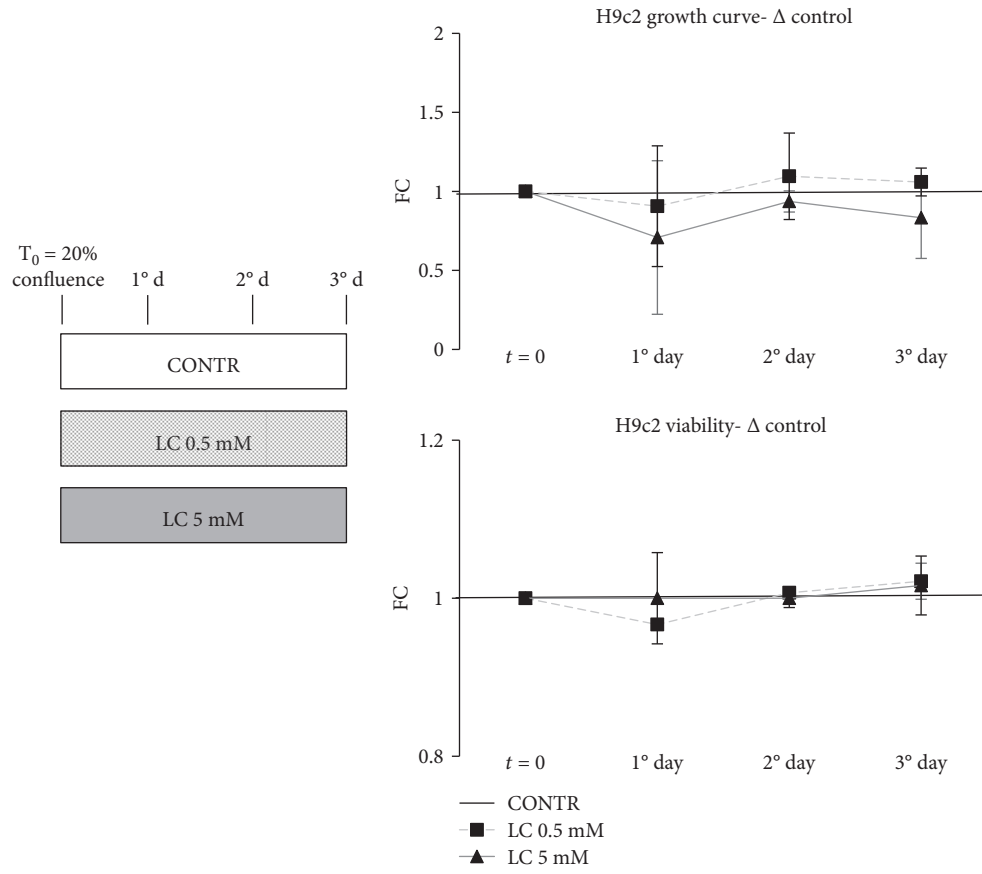 T0 = 20%
confluence
1° d
2° d
3° d
CONTR
LC 0.5 mM
LC 5 mM
H9c2 growth curve- Δ control
2
1.5
1
0.5
0
FC
t = 0
1° day
2° day
3° day
H9c2 viability- Δ control
1.2
1
0.8
FC
t = 0
1° day
2° day
3° day
CONTR
LC 0.5 mM
LC 5 mM